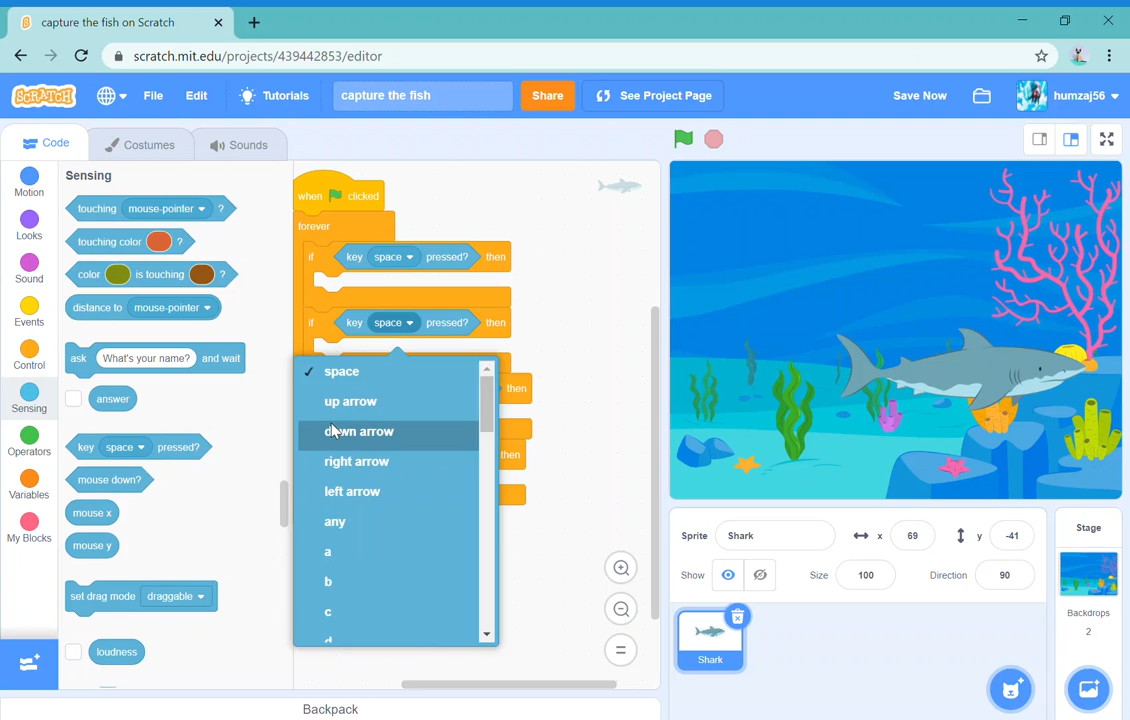 capture the fish on Scratch
scratch.mit.edu/projects/439442853/editor
SCRATCH File Edit Tutorials capture the fish Share See Project Page Save Now humzaj56
Code Costumes Sounds
Motion
Looks
Sound
Events
Control
Sensing
Operators
Variables
My Blocks
Sensing
touching mouse-pointer ?
touching color ?
color is touching ?
distance to mouse-pointer
ask What's your name? and wait
answer
key space pressed?
mouse down?
mouse x
mouse y
set drag mode draggable
loudness
when clicked
forever
if key space pressed? then
if key space pressed? then
then
then
space
up arrow
down arrow
right arrow
left arrow
any
a
b
c
d
Backpack
Sprite Shark x 69 y -41
Show Size 100 Direction 90
Shark
Stage
Backdrops
2